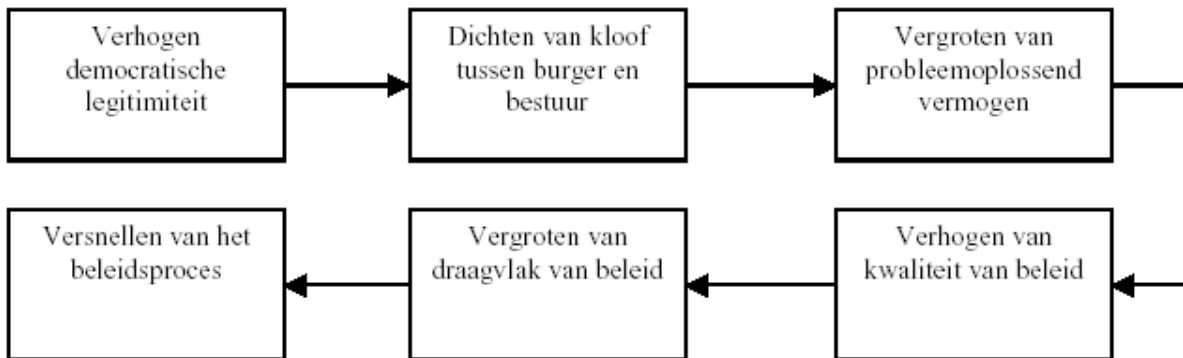 Verhogen
democratische
legitimiteit
Dichten van kloof
tussen burger en
bestuur
Vergroten van
probleemoplossend
vermogen
Versnellen van het
beleidsproces
Vergroten van
draagvlak van beleid
Verhogen van
kwaliteit van beleid